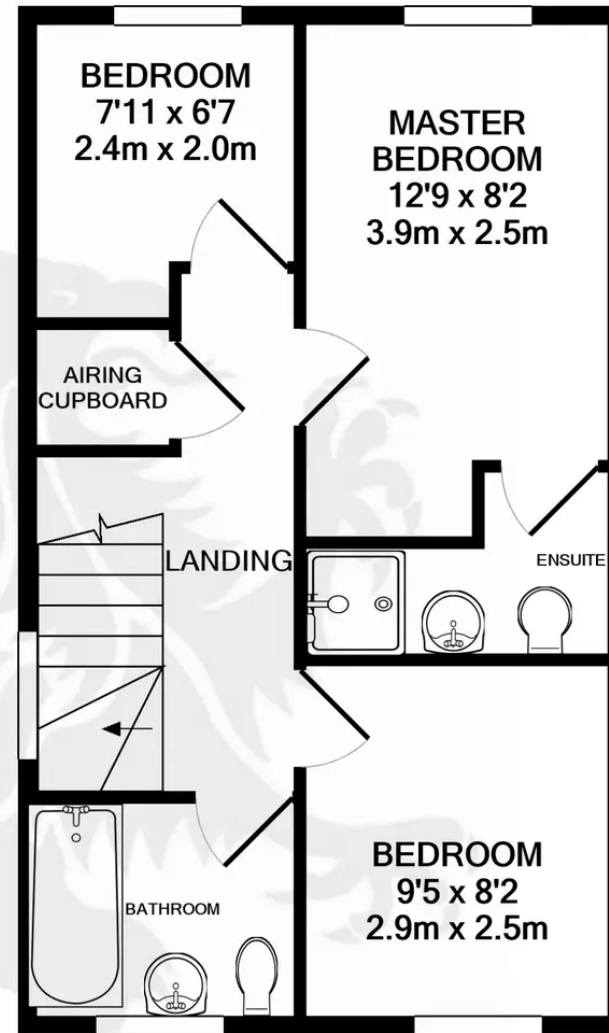 BEDROOM
7'11 x 6'7
2.4m x 2.0m
MASTER
BEDROOM
12'9 x 8'2
3.9m x 2.5m
AIRING
CUPBOARD
LANDING
ENSUITE
BATHROOM
BEDROOM
9'5 x 8'2
2.9m x 2.5m